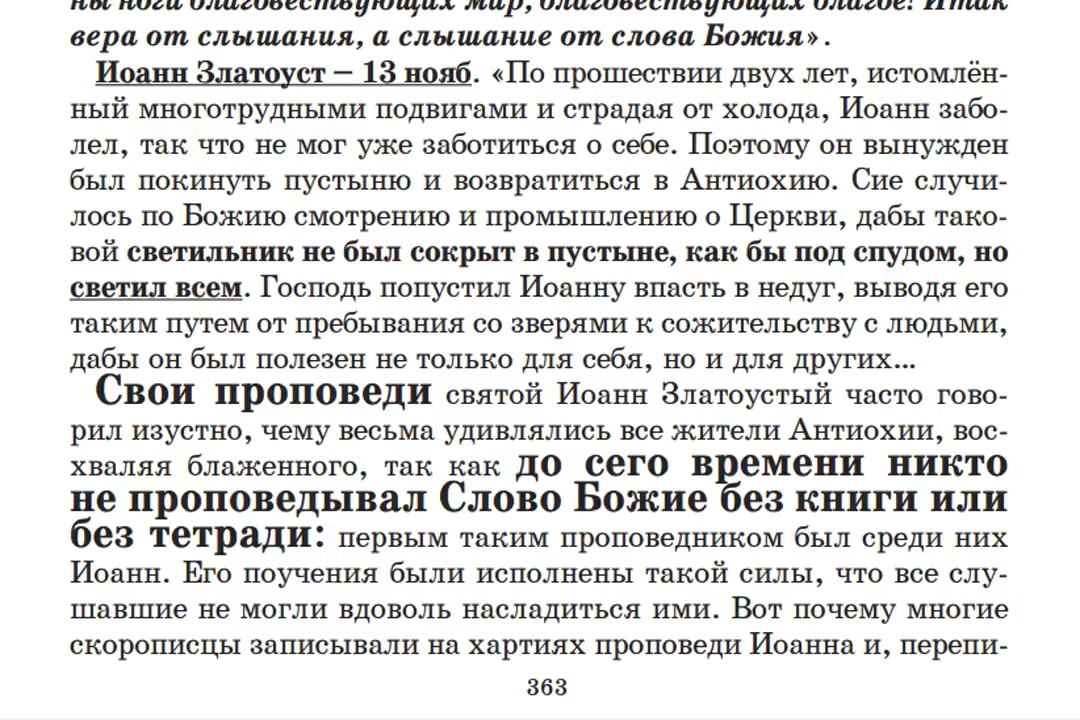 ны ноги благовествующих мир, благовествующих благое! Итак
вера от слышания, а слышание от слова Божия».
Иоанн Златоуст – 13 нояб. «По прошествии двух лет, истомлён-
ный многотрудными подвигами и страдая от холода, Иоанн забо-
лел, так что не мог уже заботиться о себе. Поэтому он вынужден
был покинуть пустыню и возвратиться в Антиохию. Сие случи-
лось по Божию смотрению и промышлению о Церкви, дабы тако-
вой светильник не был сокрыт в пустыне, как бы под спудом, но
светил всем. Господь попустил Иоанну впасть в недуг, выводя его
таким путем от пребывания со зверями к сожительству с людьми,
дабы он был полезен не только для себя, но и для других...
Свои проповеди святой Иоанн Златоустый часто гово-
рил изустно, чему весьма удивлялись все жители Антиохии, вос-
хваляя блаженного, так как до сего времени никто
не проповедывал Слово Божие без книги или
без тетради: первым таким проповедником был среди них
Иоанн. Его поучения были исполнены такой силы, что все слу-
шавшие не могли вдоволь насладиться ими. Вот почему многие
скорописцы записывали на хартиях проповеди Иоанна и, перепи-
363